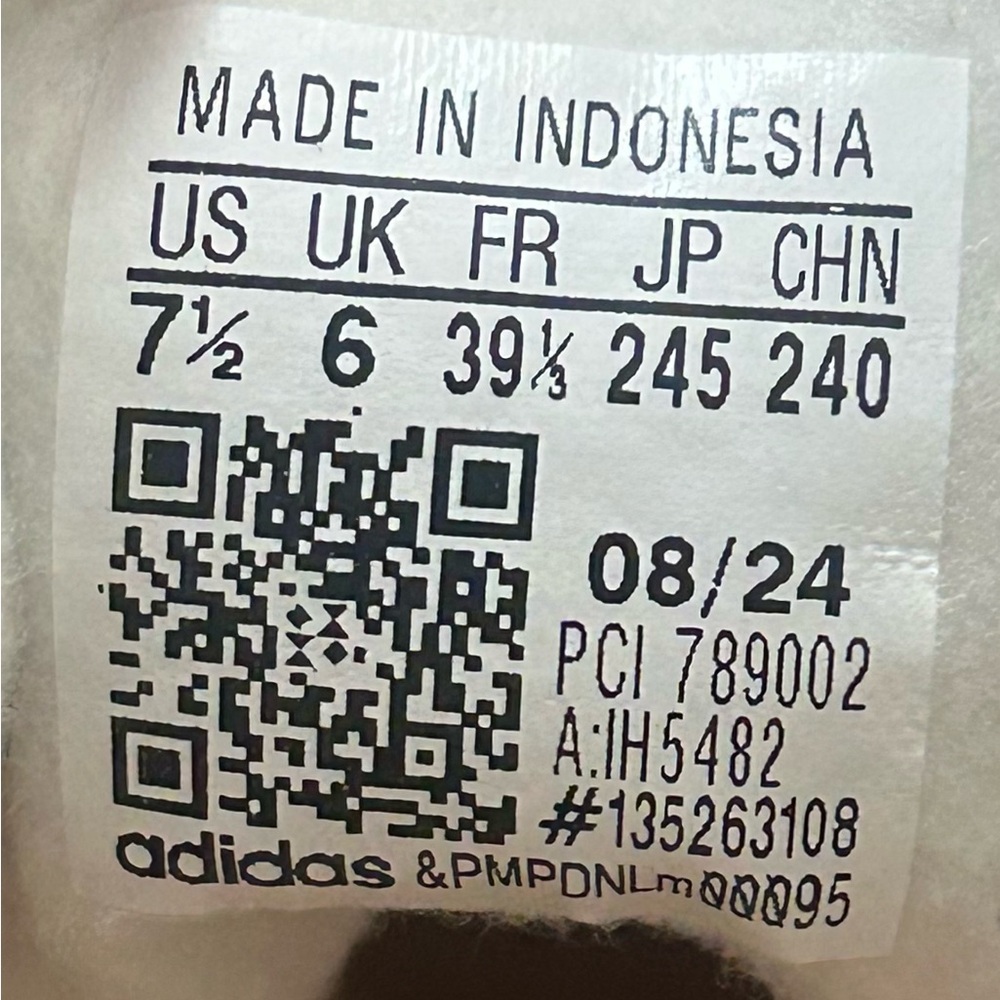 MADE IN INDONESIA
US UK FR JP CHN
7½ 6 39⅓ 245 240
08/24
PCI 789002
A:IH5482
#135263108
adidas &PMPDNLm00095